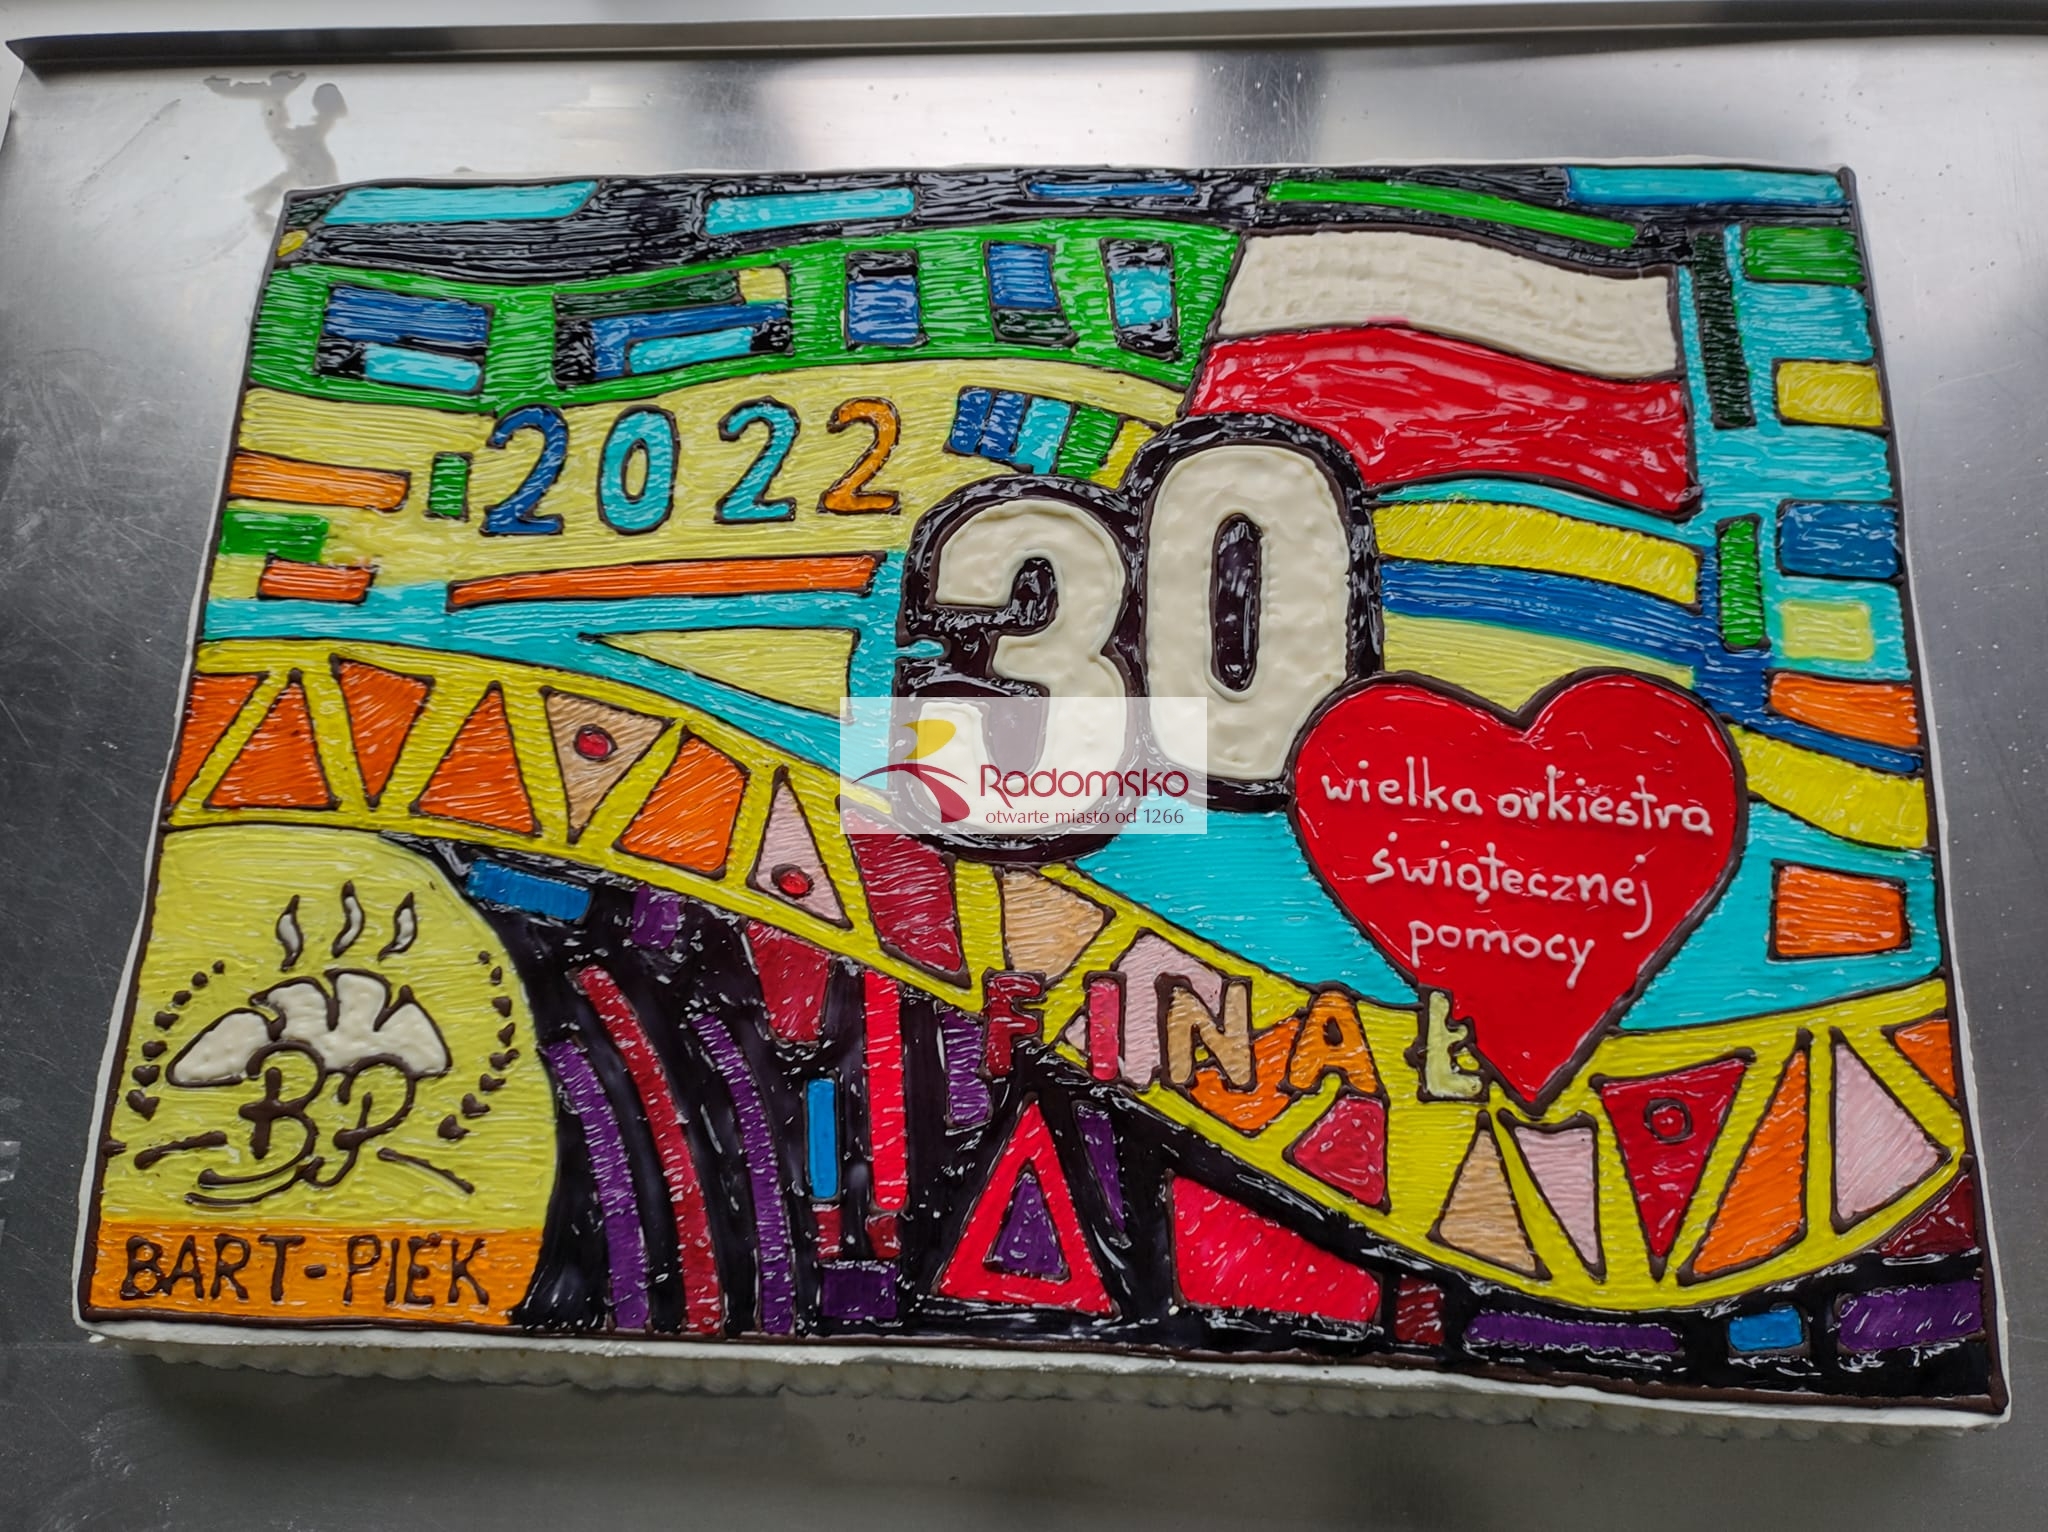 2022
30
Radomsko
otwarte miasto od 1266
wielka orkiestra
świątecznej
pomocy
FINAŁ
BP
BART-PIEK